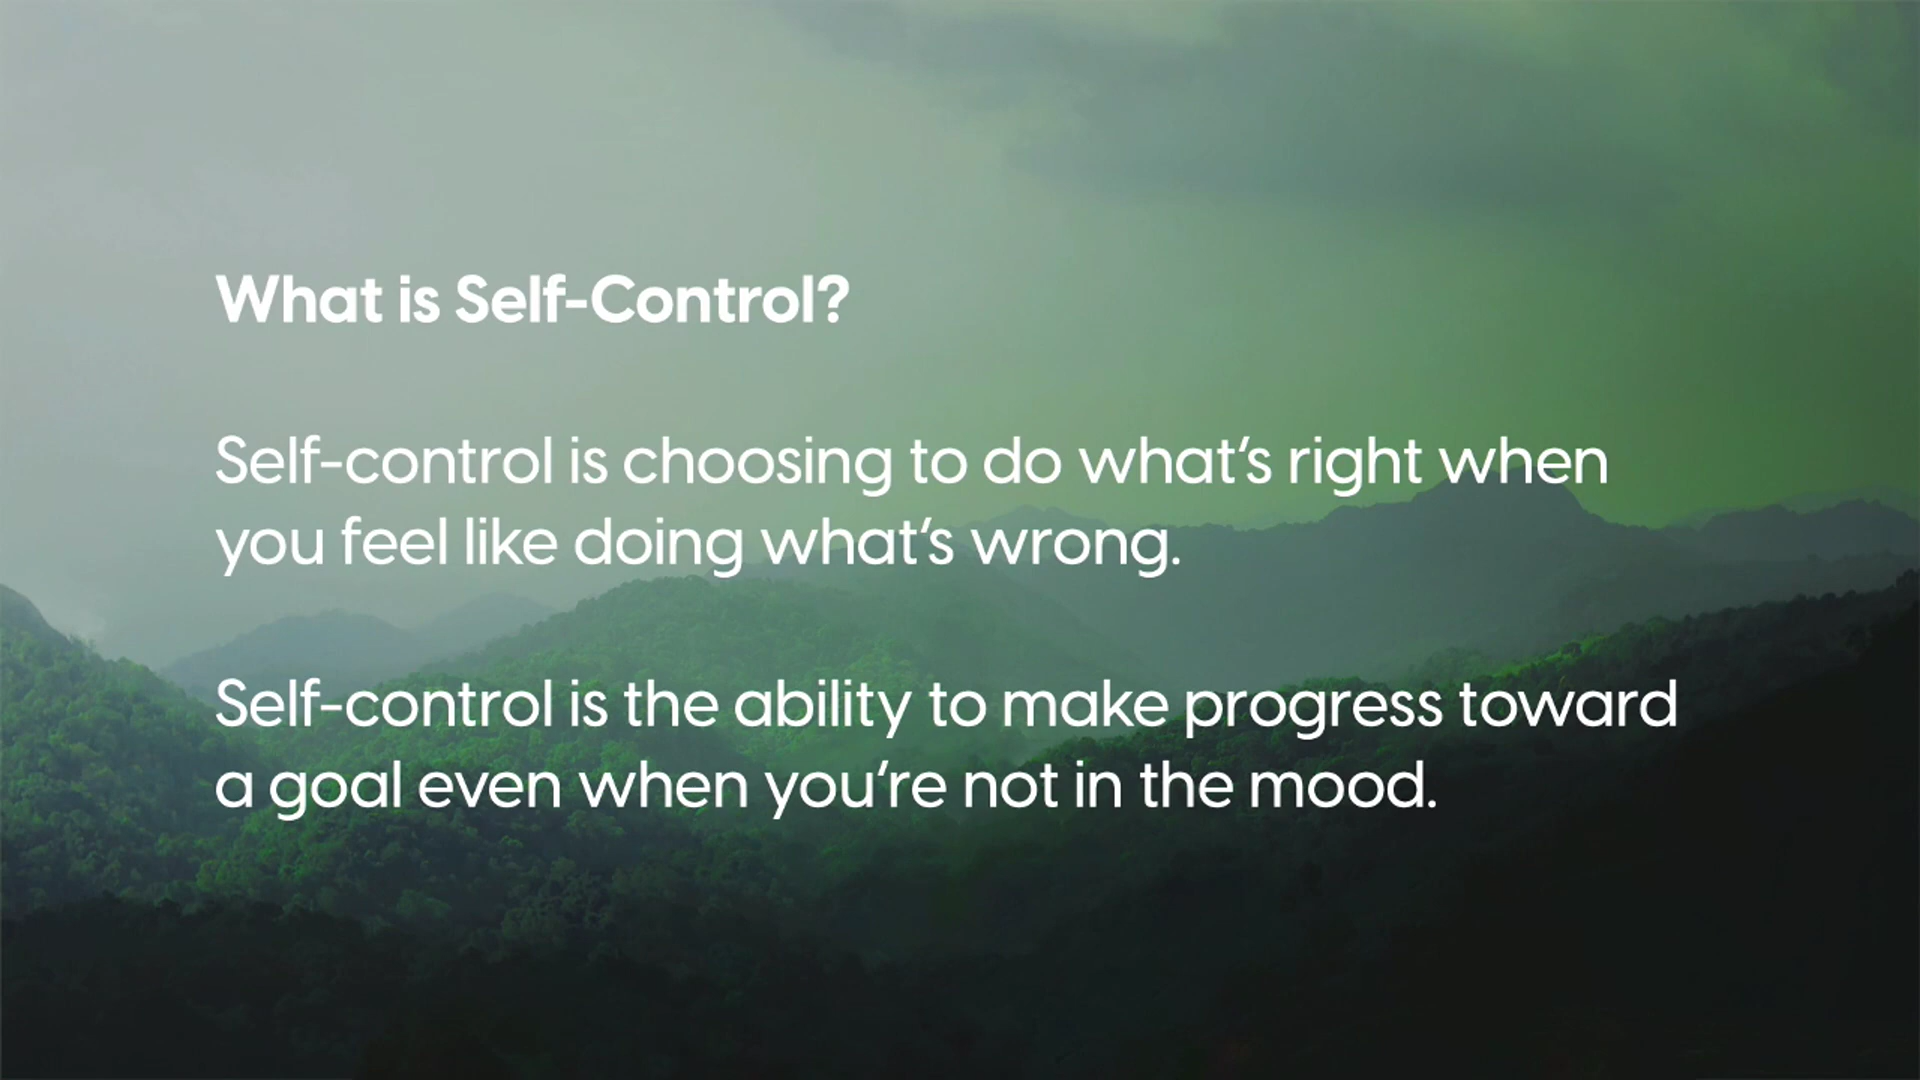 What is Self-Control?
Self-control is choosing to do what's right when
you feel like doing what's wrong.
Self-control is the ability to make progress toward
a goal even when you're not in the mood.